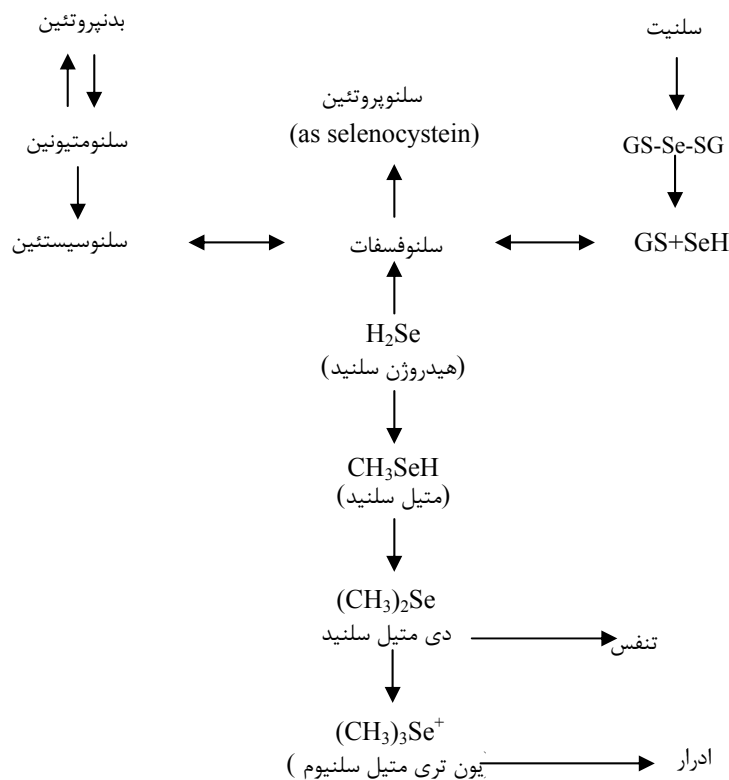 بدنپروتئین
سلنیت
سلنوپروتئین
(as selenocystein)
سلنومتیونین
GS-Se-SG
سلنوسیستئین
سلنوفسفات
GS+SeH
H₂Se
(هیدروژن سلنید)
CH₃SeH
(متیل سلنید)
(CH₃)₂Se
دی متیل سلنید
تنفس
(CH₃)₃Se⁺
یون تری متیل سلنیوم )
ادرار